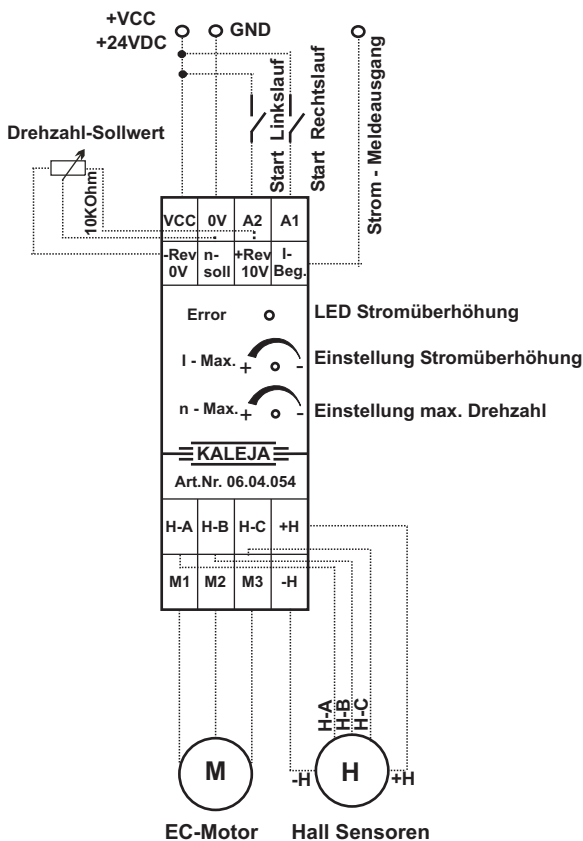 +VCC
+24VDC
GND
Drehzahl-Sollwert
10KOhm
Start Linkslauf
Start Rechtslauf
Strom - Meldeausgang
VCC 0V A2 A1
-Rev 0V
n-soll
+Rev 10V
I-Beg.
Error
LED Stromüberhöhung
I - Max. + -
Einstellung Stromüberhöhung
n - Max. + -
Einstellung max. Drehzahl
KALEJA
Art.Nr. 06.04.054
H-A H-B H-C +H
M1 M2 M3 -H
H-A
H-B
H-C
M
-H H +H
EC-Motor
Hall Sensoren